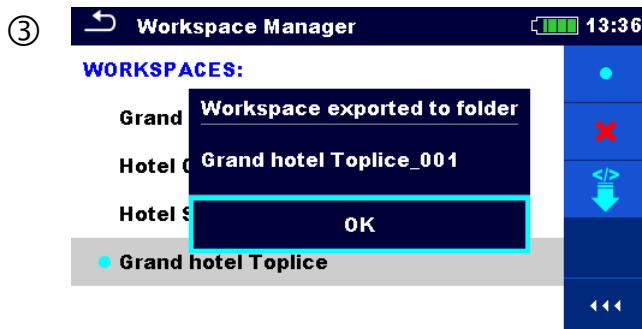 ③
Workspace Manager 13:36
WORKSPACES:
Grand
Hotel
Hotel
Grand hotel Toplice
Workspace exported to folder
Grand hotel Toplice_001
OK